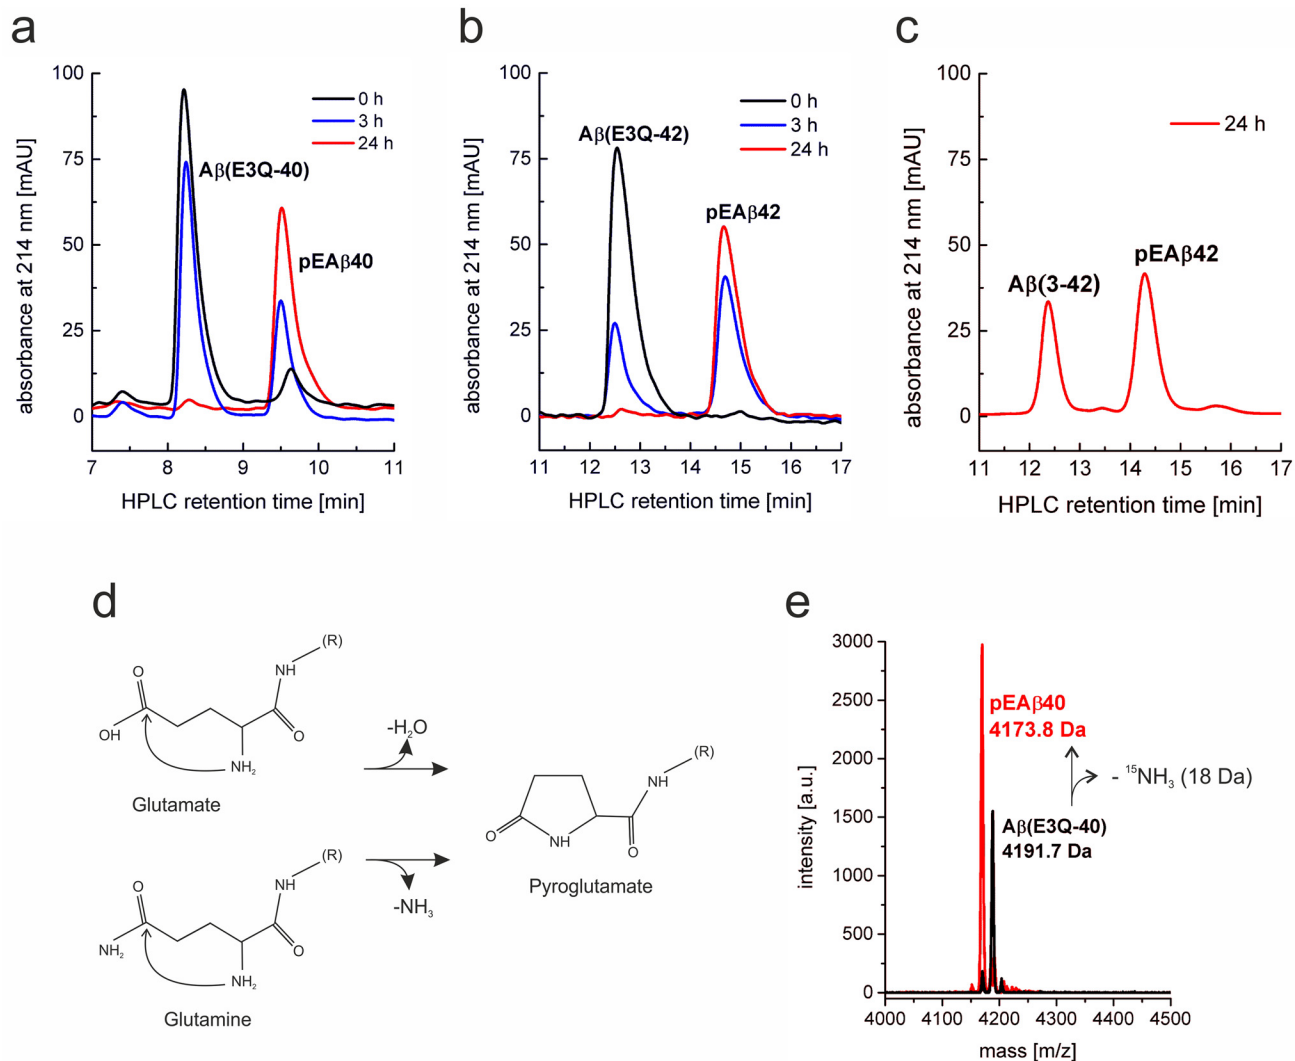 a
100
75
50
25
0
absorbance at 214 nm [mAU]
0 h
3 h
24 h
Aβ(E3Q-40)
pEAβ40
7 8 9 10 11
HPLC retention time [min]
b
100
75
50
25
0
absorbance at 214 nm [mAU]
0 h
3 h
24 h
Aβ(E3Q-42)
pEAβ42
11 12 13 14 15 16 17
HPLC retention time [min]
c
100
75
50
25
0
absorbance at 214 nm [mAU]
24 h
Aβ(3-42)
pEAβ42
11 12 13 14 15 16 17
HPLC retention time [min]
d
(R)
NH
O
O
OH
NH₂
Glutamate
-H₂O
(R)
NH
O
O
NH₂
NH₂
Glutamine
-NH₃
(R)
NH
O
NH
O
Pyroglutamate
e
3000
2500
2000
1500
1000
500
0
intensity [a.u.]
pEAβ40
4173.8 Da
- ¹⁵NH₃ (18 Da)
Aβ(E3Q-40)
4191.7 Da
4000 4100 4200 4300 4400 4500
mass [m/z]